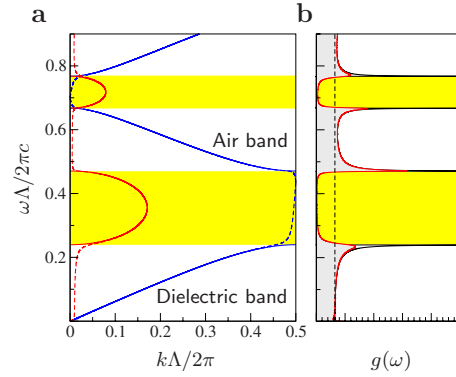 a
b
ωΛ/2πc
0.8
0.6
0.4
0.2
Air band
Dielectric band
0
0.1
0.2
0.3
0.4
0.5
kΛ/2π
g(ω)